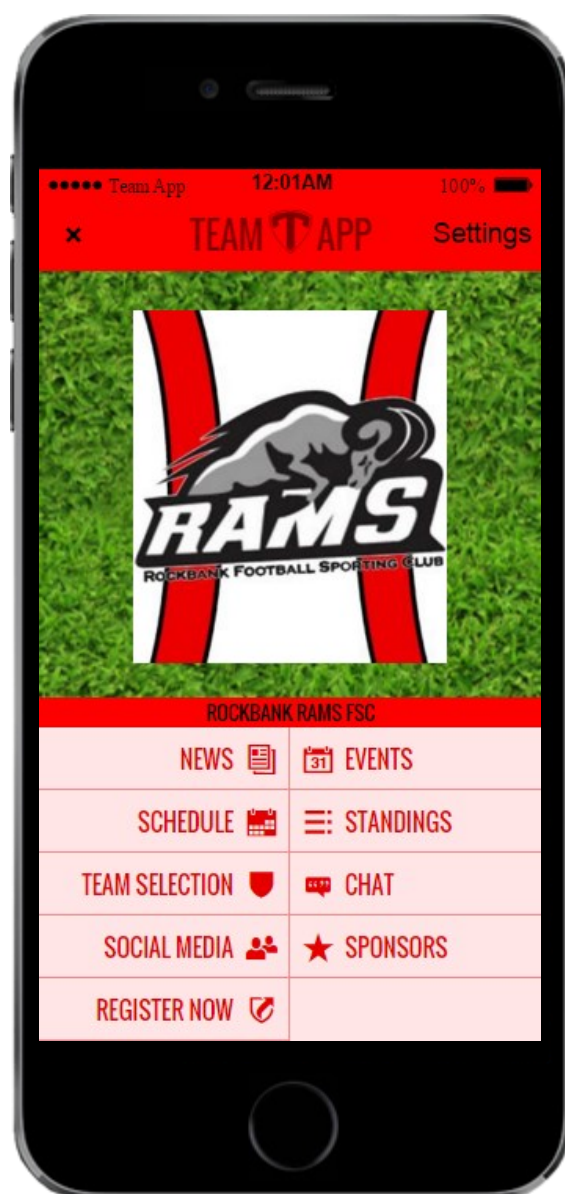 Team App 12:01AM 100%
× TEAM APP Settings
RAMS
ROCKBANK FOOTBALL SPORTING CLUB
ROCKBANK RAMS FSC
NEWS 31 EVENTS
SCHEDULE STANDINGS
TEAM SELECTION CHAT
SOCIAL MEDIA SPONSORS
REGISTER NOW